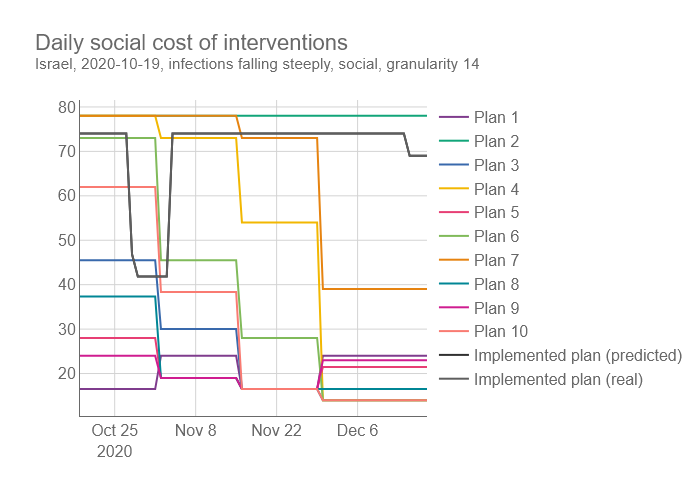 Daily social cost of interventions
Israel, 2020-10-19, infections falling steeply, social, granularity 14
80
70
60
50
40
30
20
Oct 25
2020
Nov 8
Nov 22
Dec 6
Plan 1
Plan 2
Plan 3
Plan 4
Plan 5
Plan 6
Plan 7
Plan 8
Plan 9
Plan 10
Implemented plan (predicted)
Implemented plan (real)